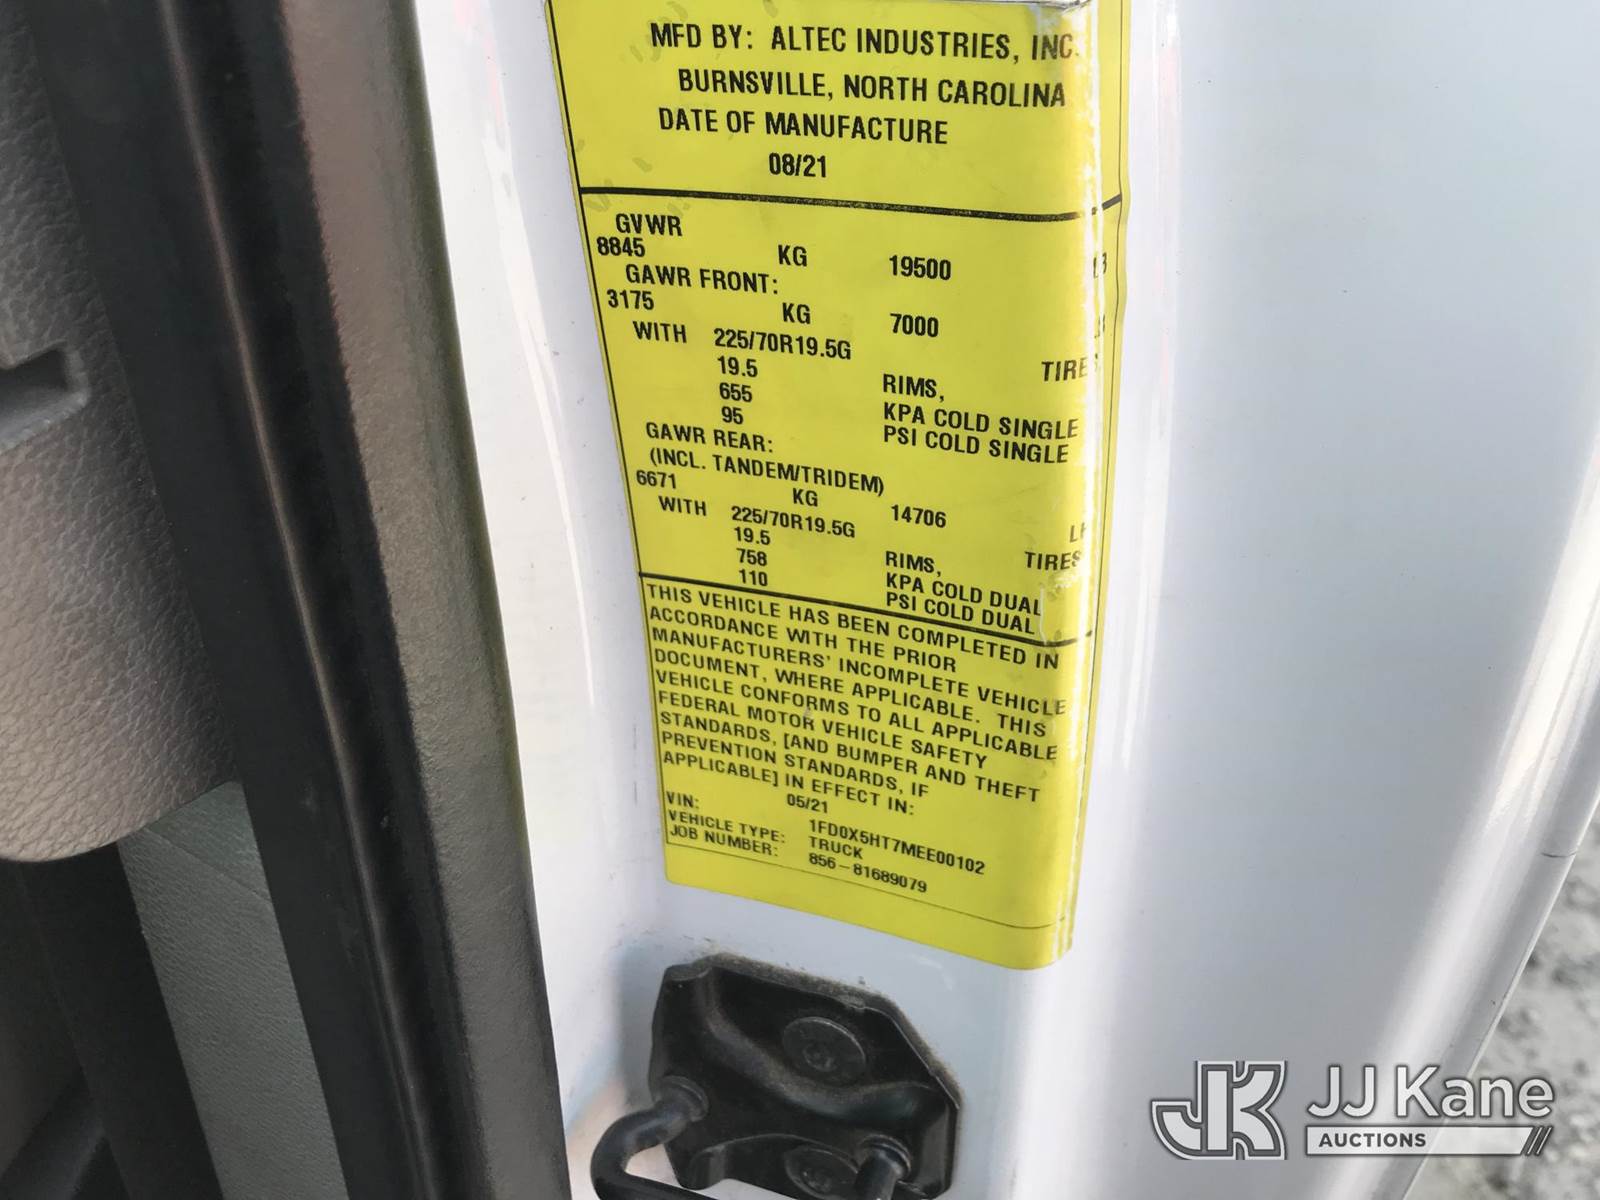 MFD BY: ALTEC INDUSTRIES, INC.
BURNSVILLE, NORTH CAROLINA
DATE OF MANUFACTURE
08/21
GVWR
8845 KG 19500
GAWR FRONT:
3175 KG 7000
WITH 225/70R19.5G TIRES,
19.5 RIMS,
655 KPA COLD SINGLE
95 PSI COLD SINGLE
GAWR REAR:
(INCL. TANDEM/TRIDEM)
6671 KG 14706
WITH 225/70R19.5G TIRES
19.5 RIMS,
758 KPA COLD DUAL
110 PSI COLD DUAL
THIS VEHICLE HAS BEEN COMPLETED IN
ACCORDANCE WITH THE PRIOR
MANUFACTURERS' INCOMPLETE VEHICLE
DOCUMENT, WHERE APPLICABLE. THIS
VEHICLE CONFORMS TO ALL APPLICABLE
FEDERAL MOTOR VEHICLE SAFETY
STANDARDS, [AND BUMPER AND THEFT
PREVENTION STANDARDS, IF
APPLICABLE] IN EFFECT IN:
05/21
VIN: 1FD0X5HT7MEE00102
VEHICLE TYPE: TRUCK
JOB NUMBER: 856-81689079
JK JJ Kane
AUCTIONS